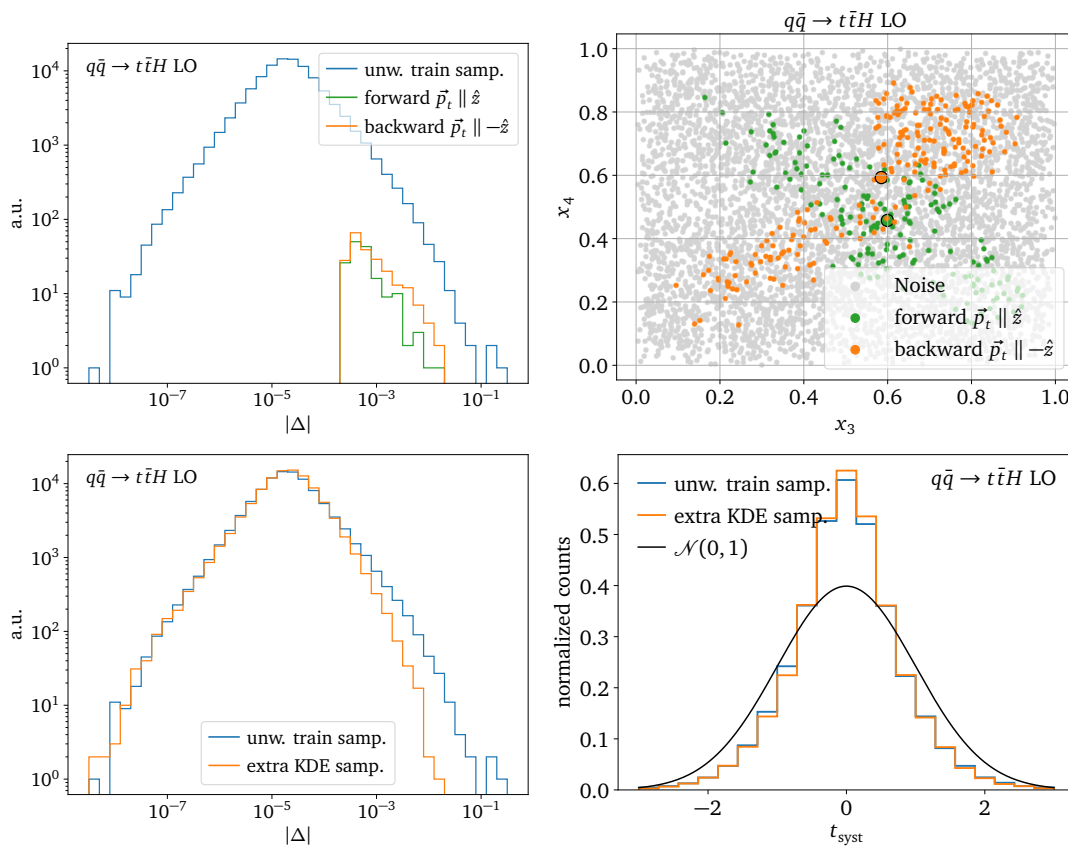 q q̄ → t t̄ H LO
unw. train samp.
forward p⃗_t ∥ ẑ
backward p⃗_t ∥ −ẑ
a.u.
10^4
10^3
10^2
10^1
10^0
10^−7
10^−5
10^−3
10^−1
|Δ|
q q̄ → t t̄ H LO
x_4
1.0
0.8
0.6
0.4
0.2
0.0
Noise
forward p⃗_t ∥ ẑ
backward p⃗_t ∥ −ẑ
0.0
0.2
0.4
0.6
0.8
1.0
x_3
q q̄ → t t̄ H LO
a.u.
10^4
10^3
10^2
10^1
10^0
unw. train samp.
extra KDE samp.
10^−7
10^−5
10^−3
10^−1
|Δ|
unw. train samp.
extra KDE samp.
𝒩(0, 1)
q q̄ → t t̄ H LO
normalized counts
0.6
0.5
0.4
0.3
0.2
0.1
0.0
−2
0
2
t_syst